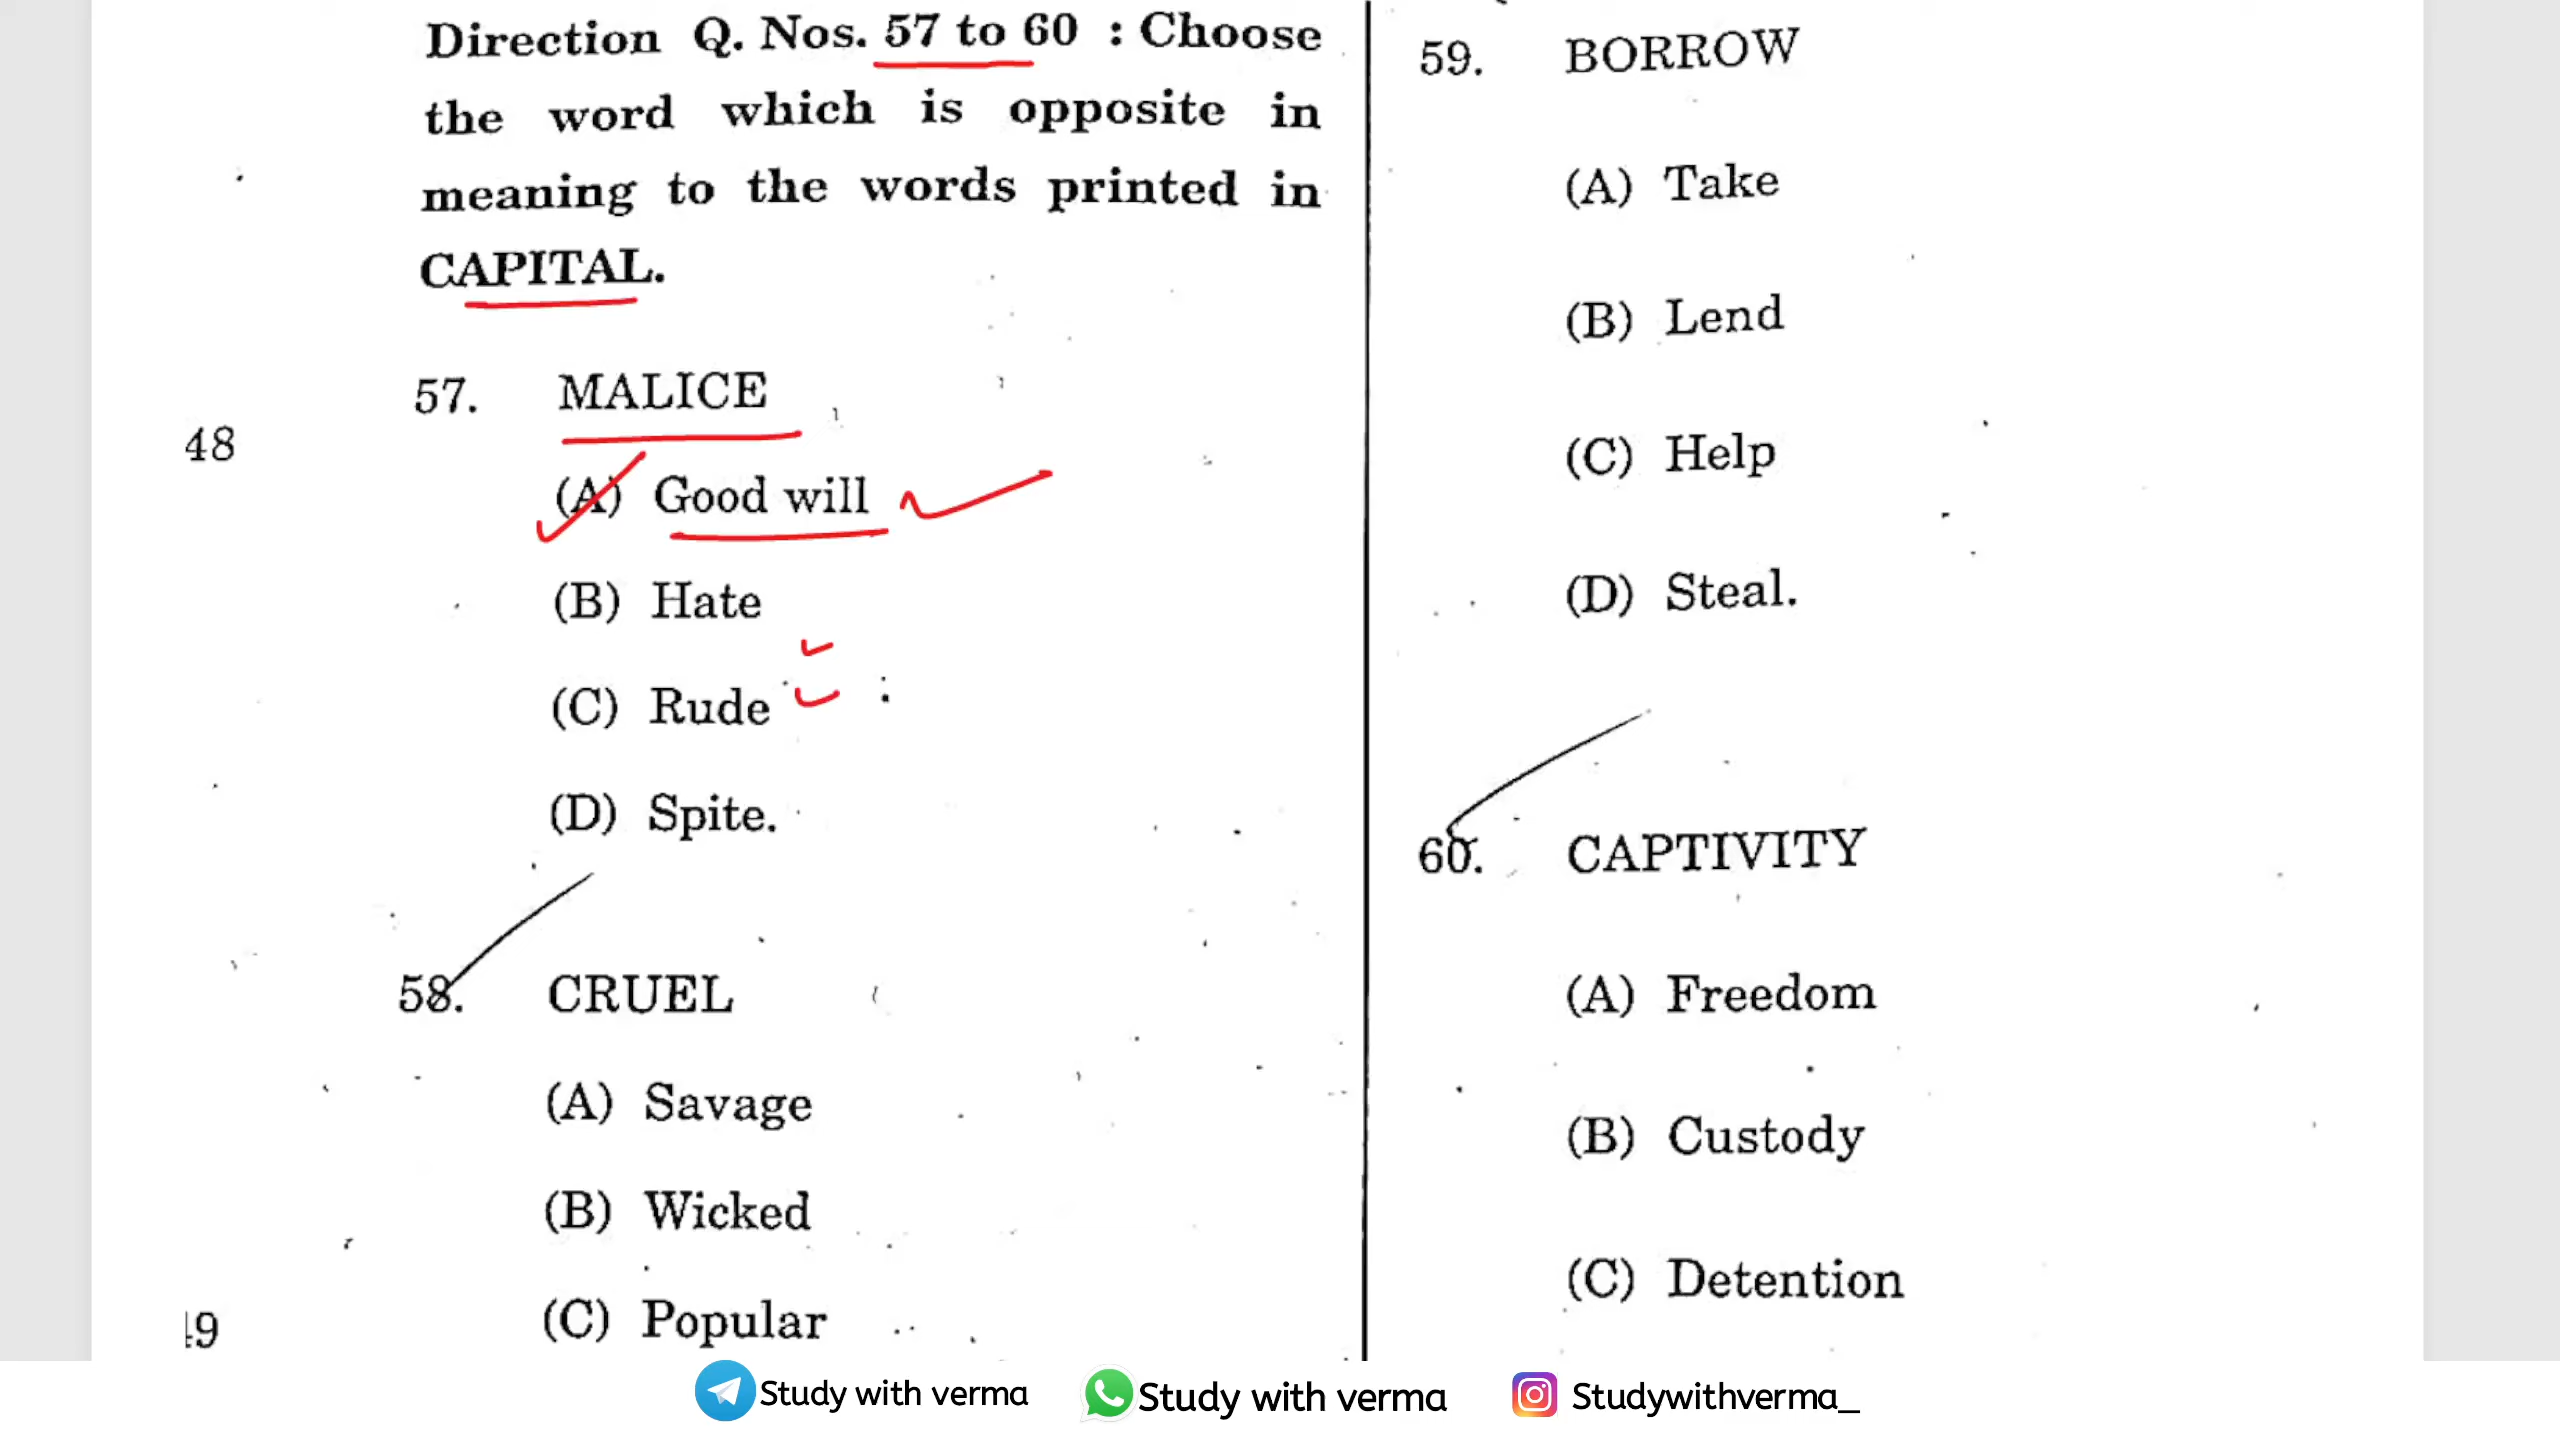 Direction Q. Nos. 57 to 60 : Choose
the word which is opposite in
meaning to the words printed in
CAPITAL.
57. MALICE
48
(A) Good will
(B) Hate
(C) Rude
(D) Spite.
58. CRUEL
(A) Savage
(B) Wicked
(C) Popular
49
59. BORROW
(A) Take
(B) Lend
(C) Help
(D) Steal.
60. CAPTIVITY
(A) Freedom
(B) Custody
(C) Detention
Study with verma
Study with verma
Studywithverma_